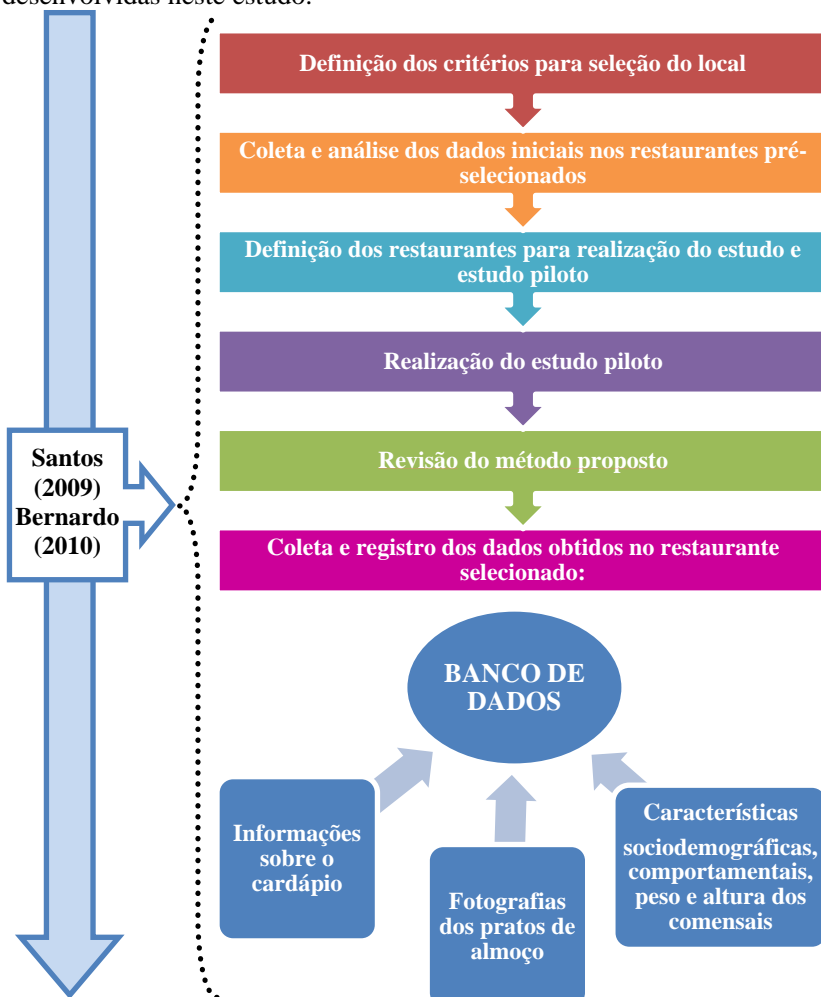 desenvolvidas neste estudo.
Definição dos critérios para seleção do local
Coleta e análise dos dados iniciais nos restaurantes pré-
selecionados
Definição dos restaurantes para realização do estudo e
estudo piloto
Realização do estudo piloto
Revisão do método proposto
Coleta e registro dos dados obtidos no restaurante
selecionado:
Santos
(2009)
Bernardo
(2010)
BANCO DE
DADOS
Informações
sobre o
cardápio
Fotografias
dos pratos de
almoço
Características
sociodemográficas,
comportamentais,
peso e altura dos
comensais